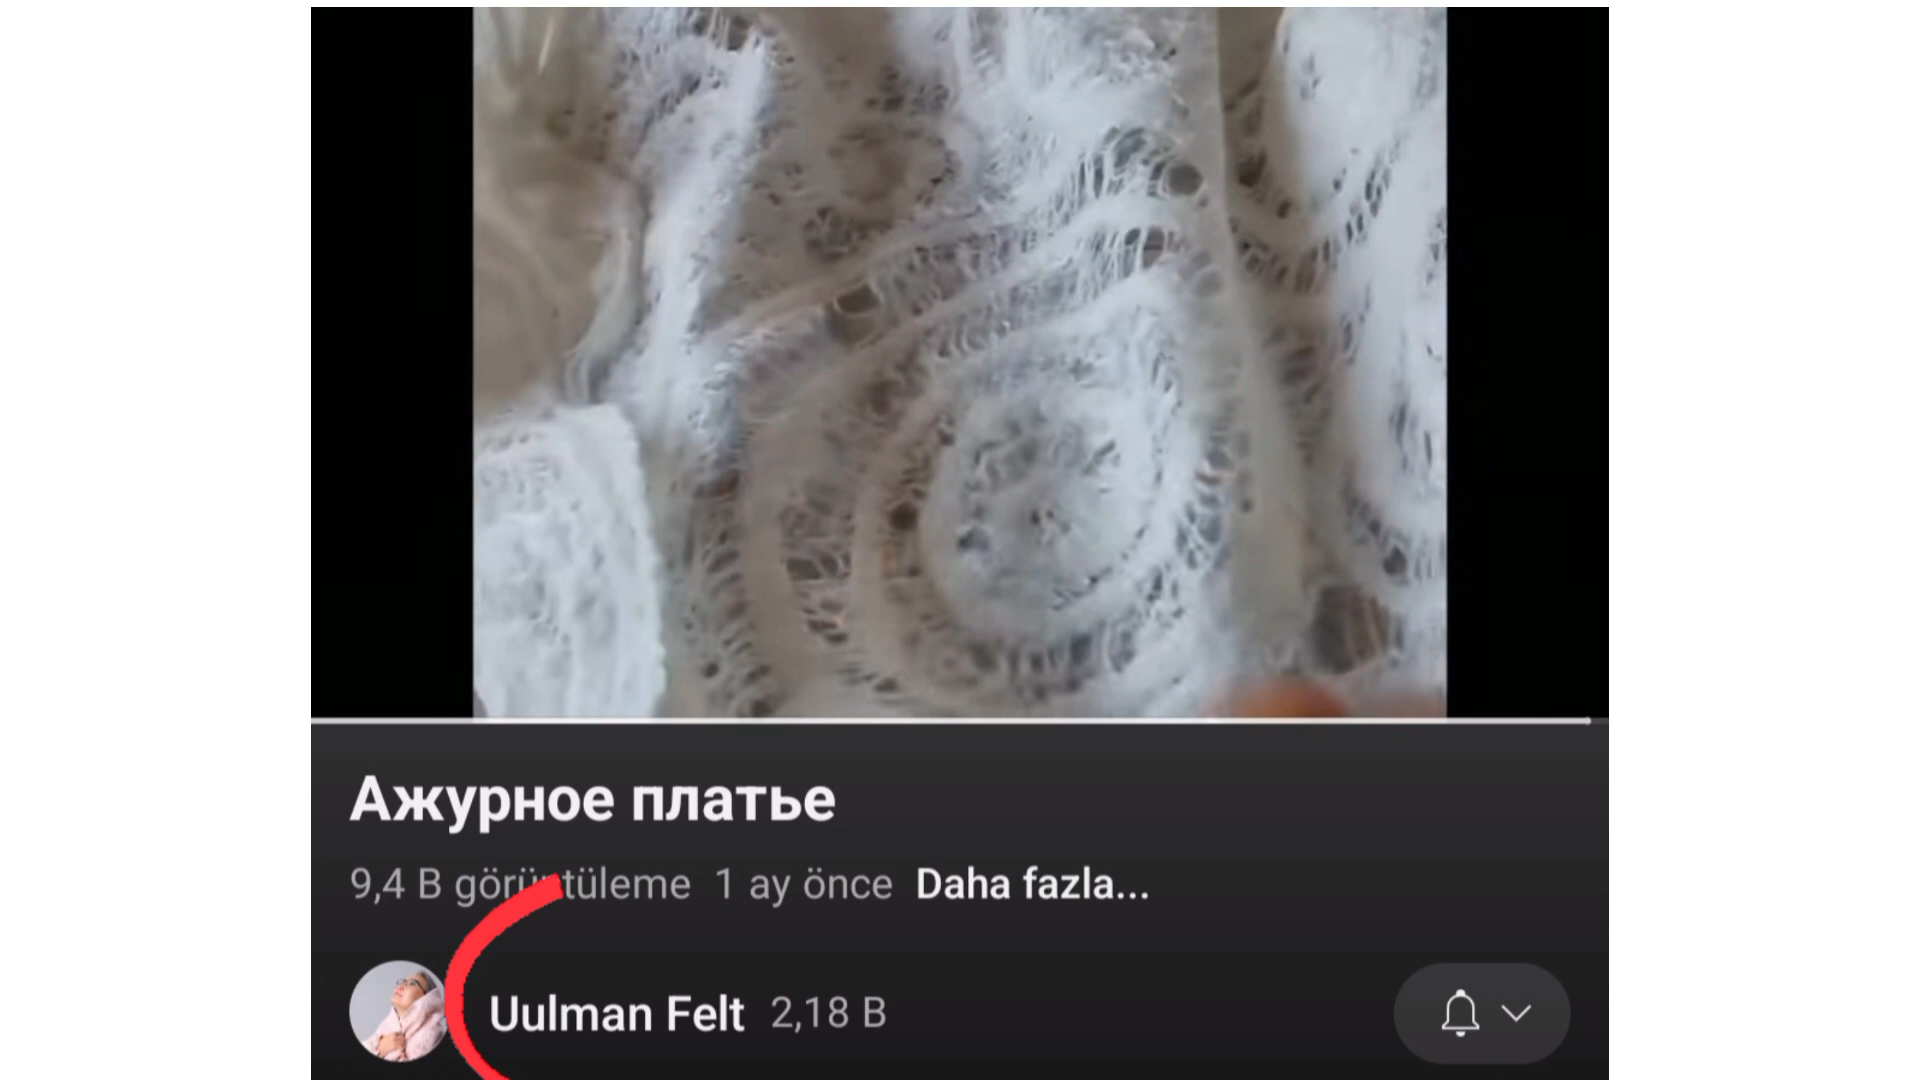 Ажурное платье
9,4 B görüntüleme 1 ay önce Daha fazla...
Uulman Felt 2,18 B